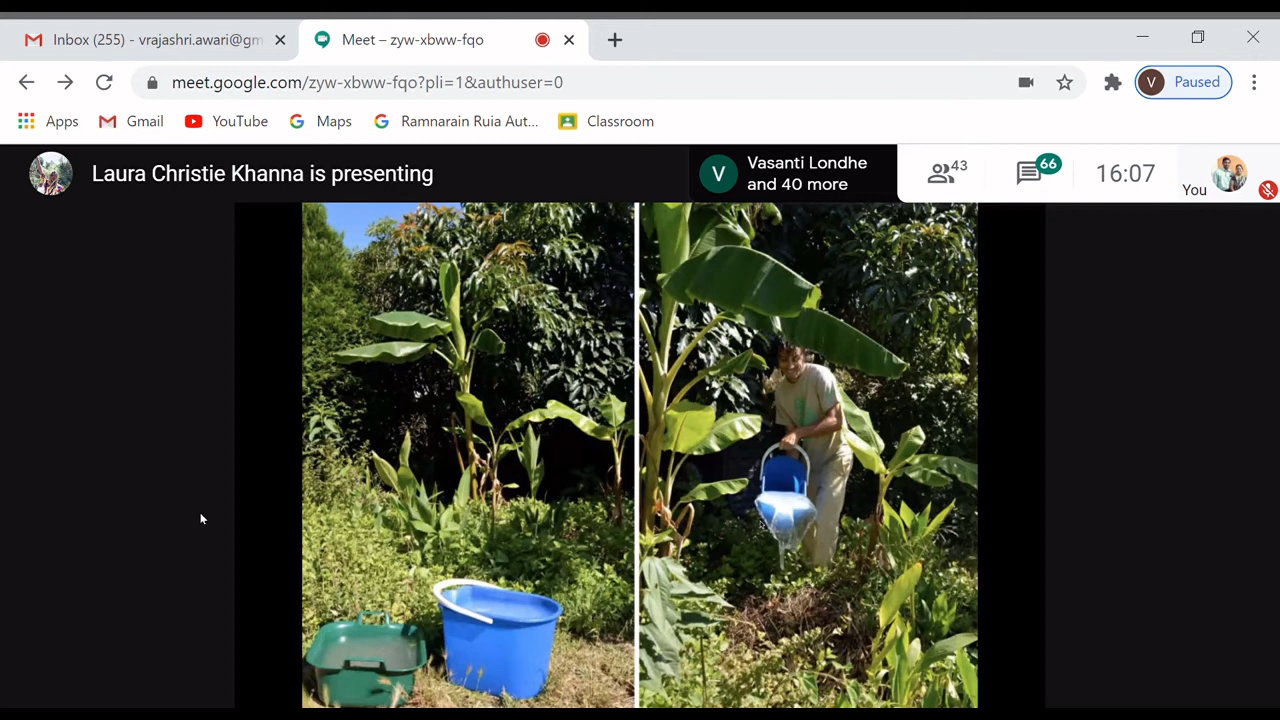 Inbox (255) - vrajashri.awari@gm
Meet – zyw-xbww-fqo
meet.google.com/zyw-xbww-fqo?pli=1&authuser=0
V Paused
Apps Gmail YouTube Maps Ramnarain Ruia Aut... Classroom
Laura Christie Khanna is presenting
V Vasanti Londhe
and 40 more
43
66
16:07
You